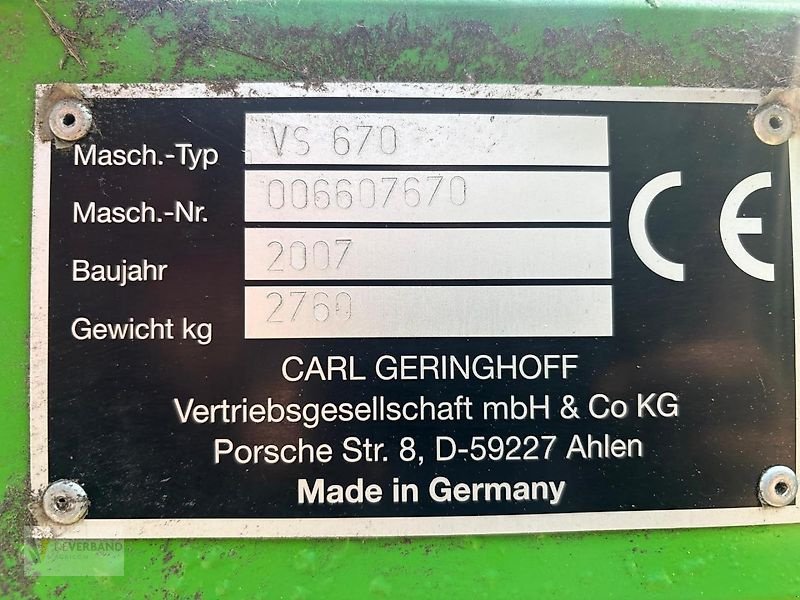 Masch.-Typ VS 670
Masch.-Nr. 006607670
Baujahr 2007
Gewicht kg 2760
CE
CARL GERINGHOFF
Vertriebsgesellschaft mbH & Co KG
Porsche Str. 8, D-59227 Ahlen
Made in Germany